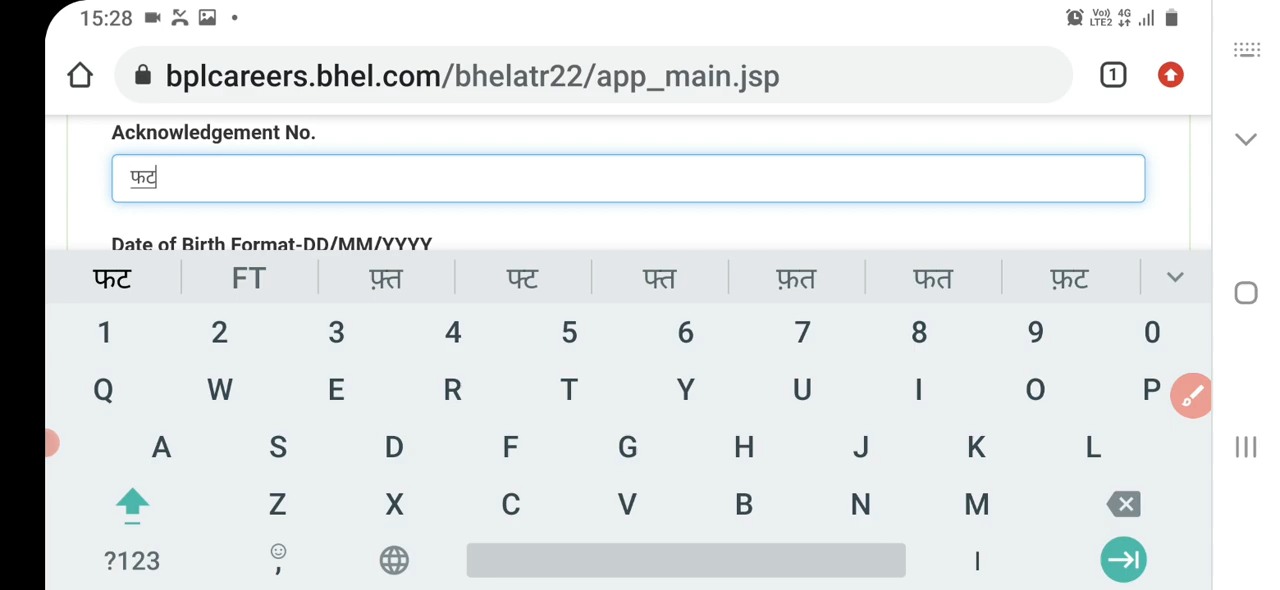 15:28 Vo)) LTE2 4G
bplcareers.bhel.com/bhelatr22/app_main.jsp 1
Acknowledgement No.
फट
Date of Birth Format-DD/MM/YYYY
फट FT फ़्त फ्ट फ्त फ़त फत फ़ट
1 2 3 4 5 6 7 8 9 0
Q W E R T Y U I O P
A S D F G H J K L
Z X C V B N M
?123 , ।